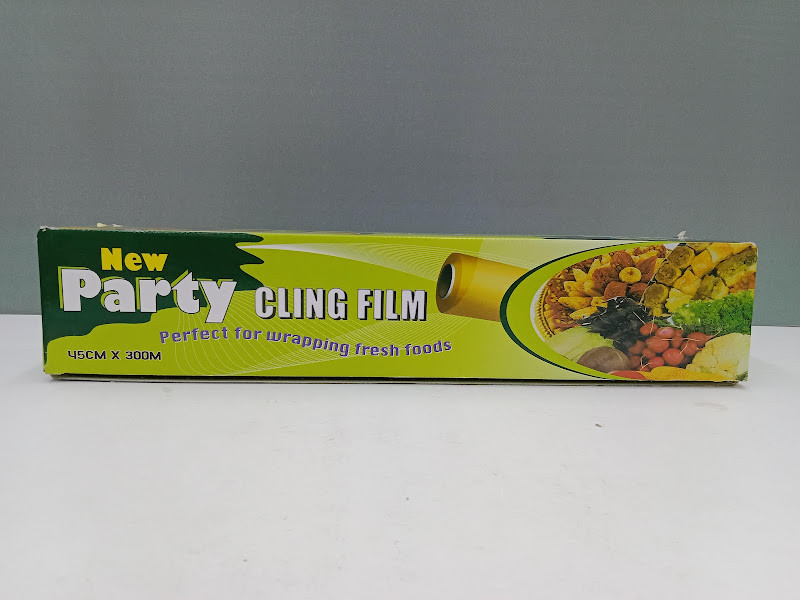 New
Party CLING FILM
Perfect for wrapping fresh foods
45CM X 300M